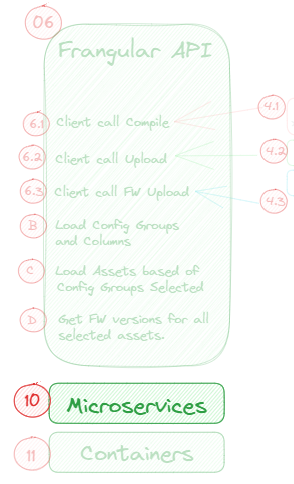 06
Frangular API
6.1 Client call Compile 4.1
6.2 Client call Upload 4.2
6.3 Client call FW Upload 4.3
B Load Config Groups
and Columns
C Load Assets based of
Config Groups Selected
D Get FW versions for all
selected assets.
10 Microservices
11 Containers